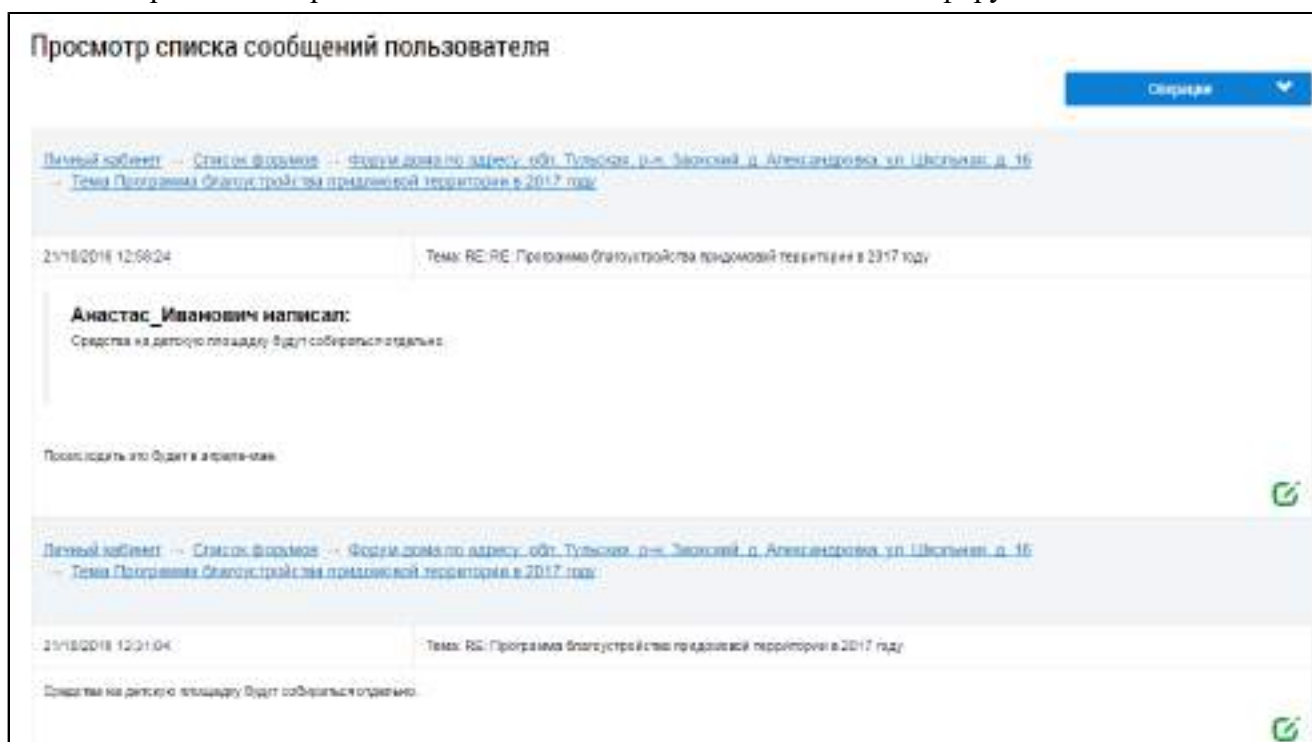 Просмотр списка сообщений пользователя
Операции
Личный кабинет → Список форумов → Форум дома по адресу: обл. Тульская, р-н. Заокский, д. Александровка, ул. Школьная, д. 16
→ Тема Программа благоустройства придомовой территории в 2017 году
21/10/2016 12:58:24
Тема: RE: RE: Программа благоустройства придомовой территории в 2017 году
Анастас_Иванович написал:
Средства на детскую площадку будут собираться отдельно.
Происходить это будет в апреле-мае.
Личный кабинет → Список форумов → Форум дома по адресу: обл. Тульская, р-н. Заокский, д. Александровка, ул. Школьная, д. 16
→ Тема Программа благоустройства придомовой территории в 2017 году
21/10/2016 12:31:04
Тема: RE: Программа благоустройства придомовой территории в 2017 году
Средства на детскую площадку будут собираться отдельно.